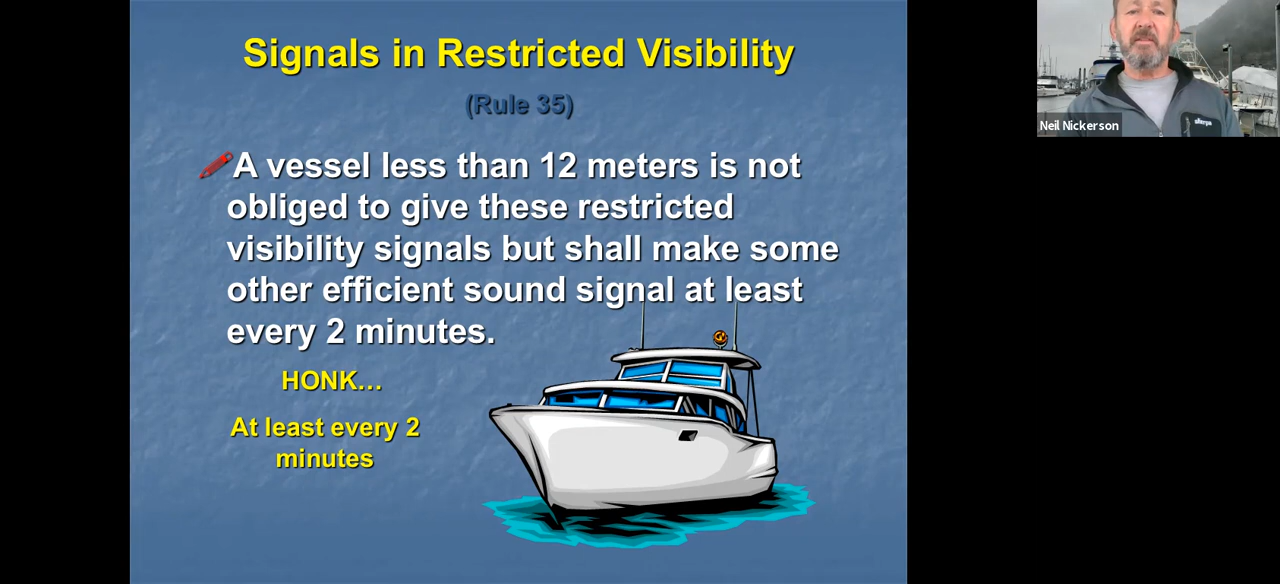 Signals in Restricted Visibility
(Rule 35)
A vessel less than 12 meters is not
obliged to give these restricted
visibility signals but shall make some
other efficient sound signal at least
every 2 minutes.
HONK...
At least every 2
minutes
Neil Nickerson